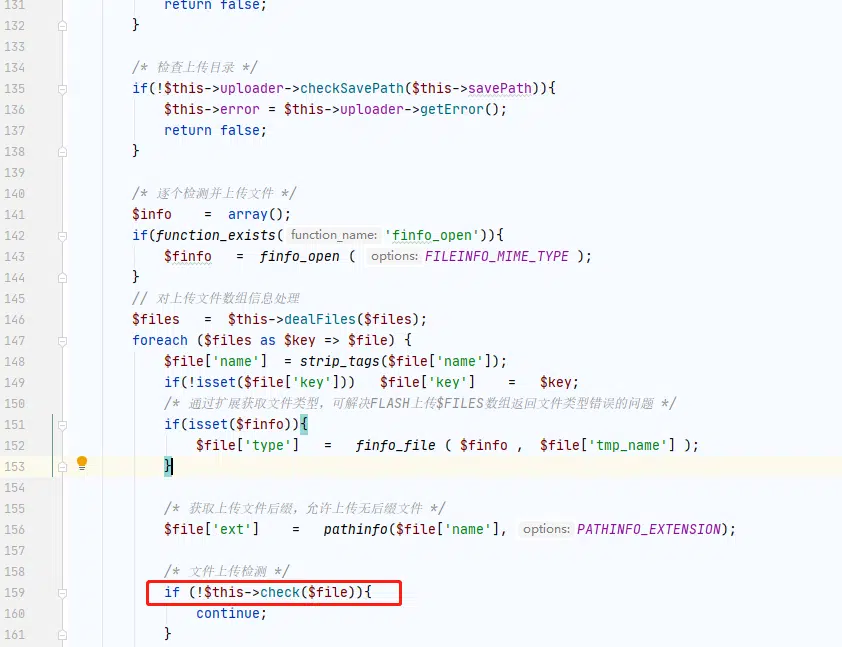 131 return false;
132 }
133
134 /* 检查上传目录 */
135 if(!$this->uploader->checkSavePath($this->savePath)){
136 $this->error = $this->uploader->getError();
137 return false;
138 }
139
140 /* 逐个检测并上传文件 */
141 $info = array();
142 if(function_exists( function_name: 'finfo_open')){
143 $finfo = finfo_open ( options: FILEINFO_MIME_TYPE );
144 }
145 // 对上传文件数组信息处理
146 $files = $this->dealFiles($files);
147 foreach ($files as $key => $file) {
148 $file['name'] = strip_tags($file['name']);
149 if(!isset($file['key'])) $file['key'] = $key;
150 /* 通过扩展获取文件类型，可解决FLASH上传$FILES数组返回文件类型错误的问题 */
151 if(isset($finfo)){
152 $file['type'] = finfo_file ( $finfo , $file['tmp_name'] );
153 }
154
155 /* 获取上传文件后缀，允许上传无后缀文件 */
156 $file['ext'] = pathinfo($file['name'], options: PATHINFO_EXTENSION);
157
158 /* 文件上传检测 */
159 if (!$this->check($file)){
160 continue;
161 }